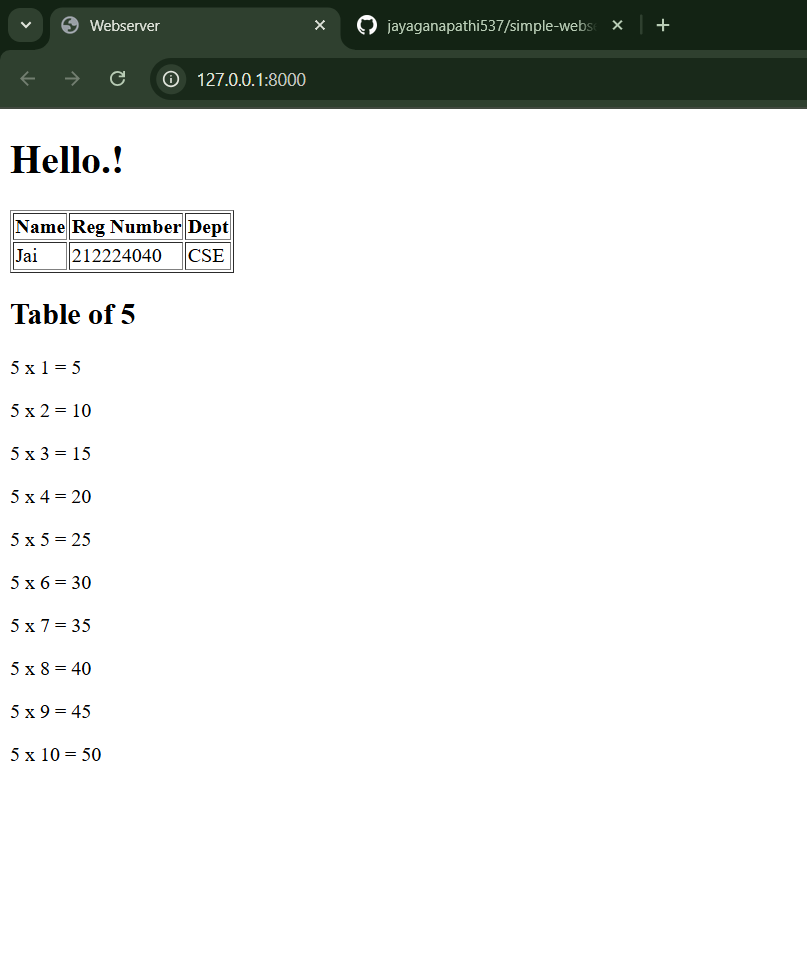 Webserver
jayaganapathi537/simple-webs
127.0.0.1:8000
Hello.!
Name Reg Number Dept
Jai 212224040 CSE
Table of 5
5 x 1 = 5
5 x 2 = 10
5 x 3 = 15
5 x 4 = 20
5 x 5 = 25
5 x 6 = 30
5 x 7 = 35
5 x 8 = 40
5 x 9 = 45
5 x 10 = 50